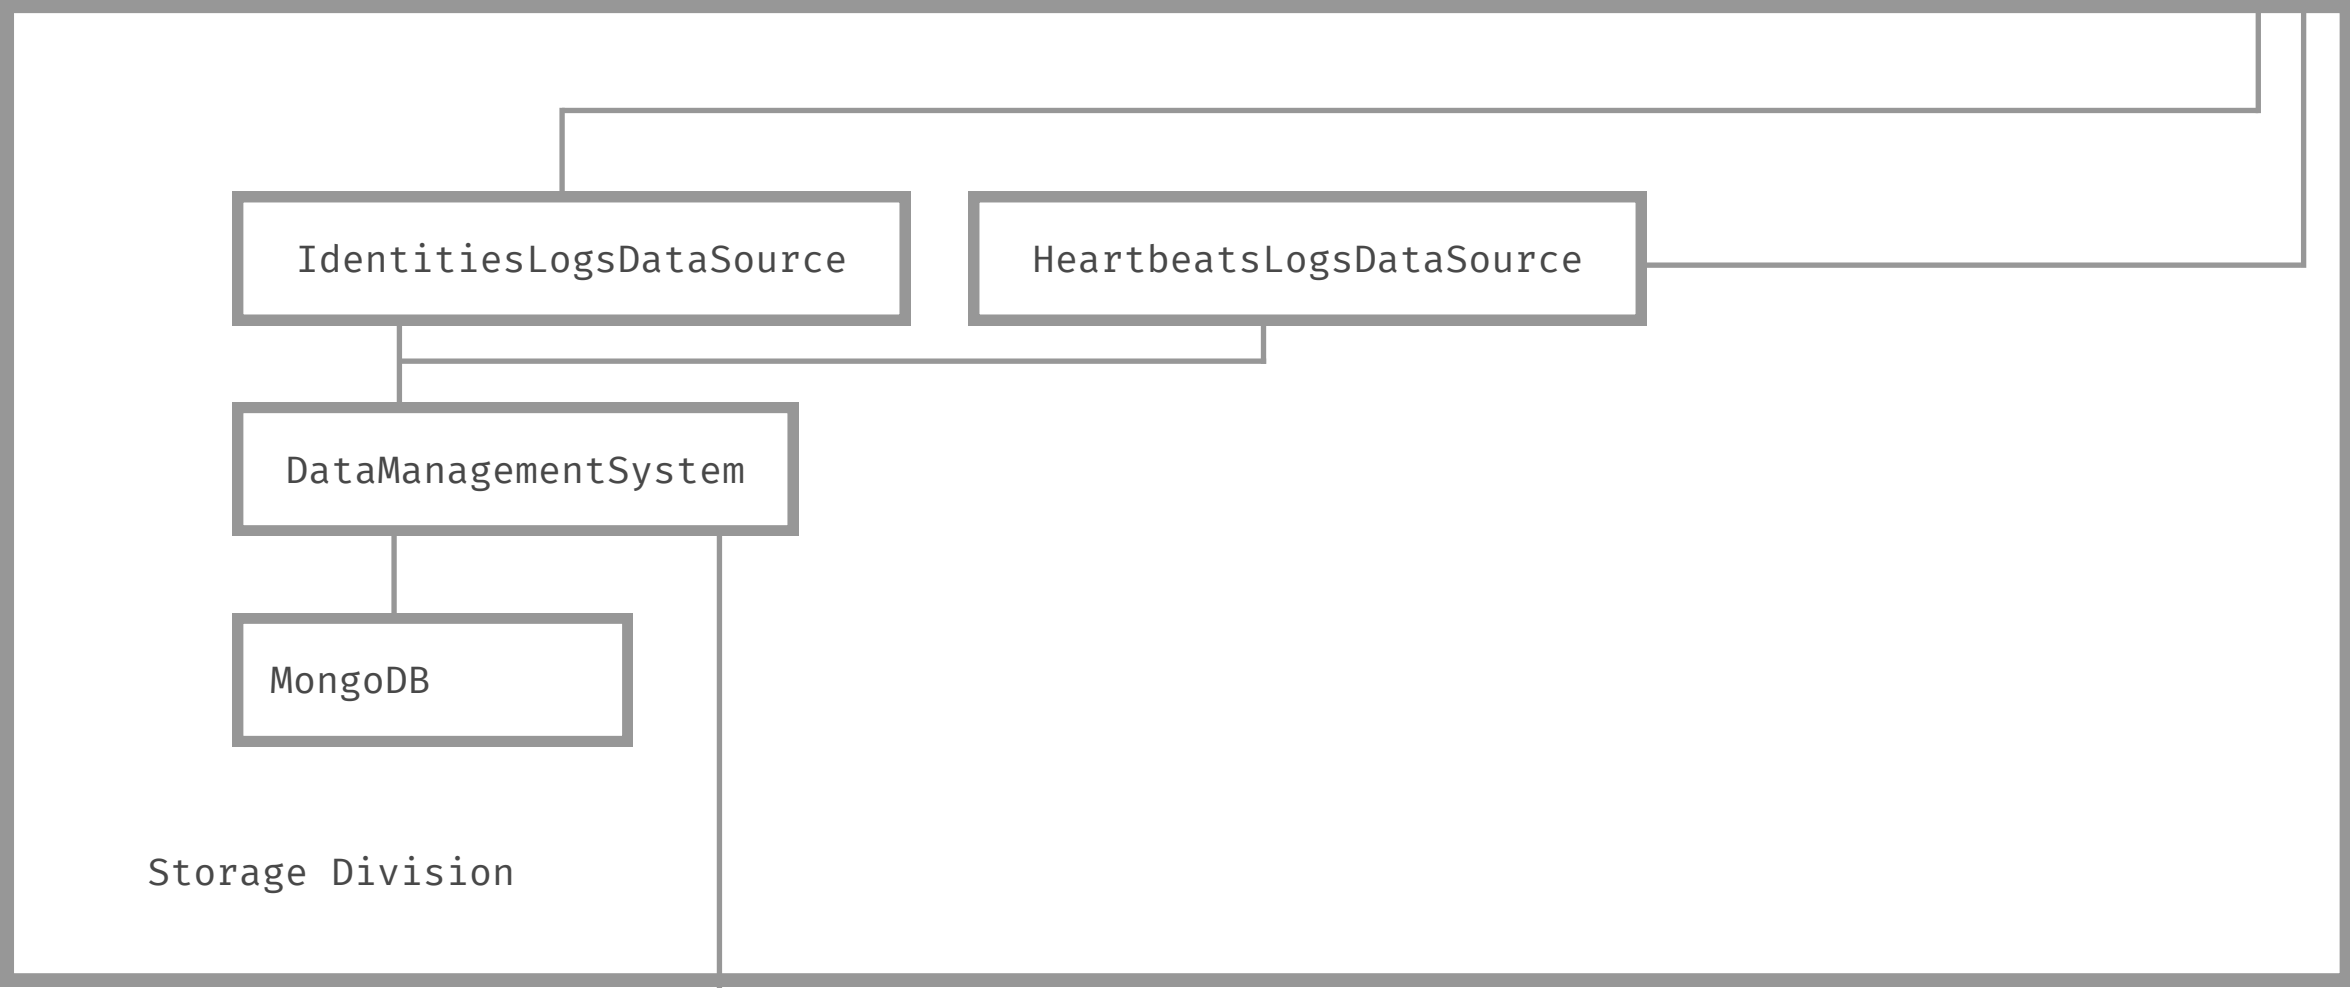 IdentitiesLogsDataSource
HeartbeatsLogsDataSource
DataManagementSystem
MongoDB
Storage Division